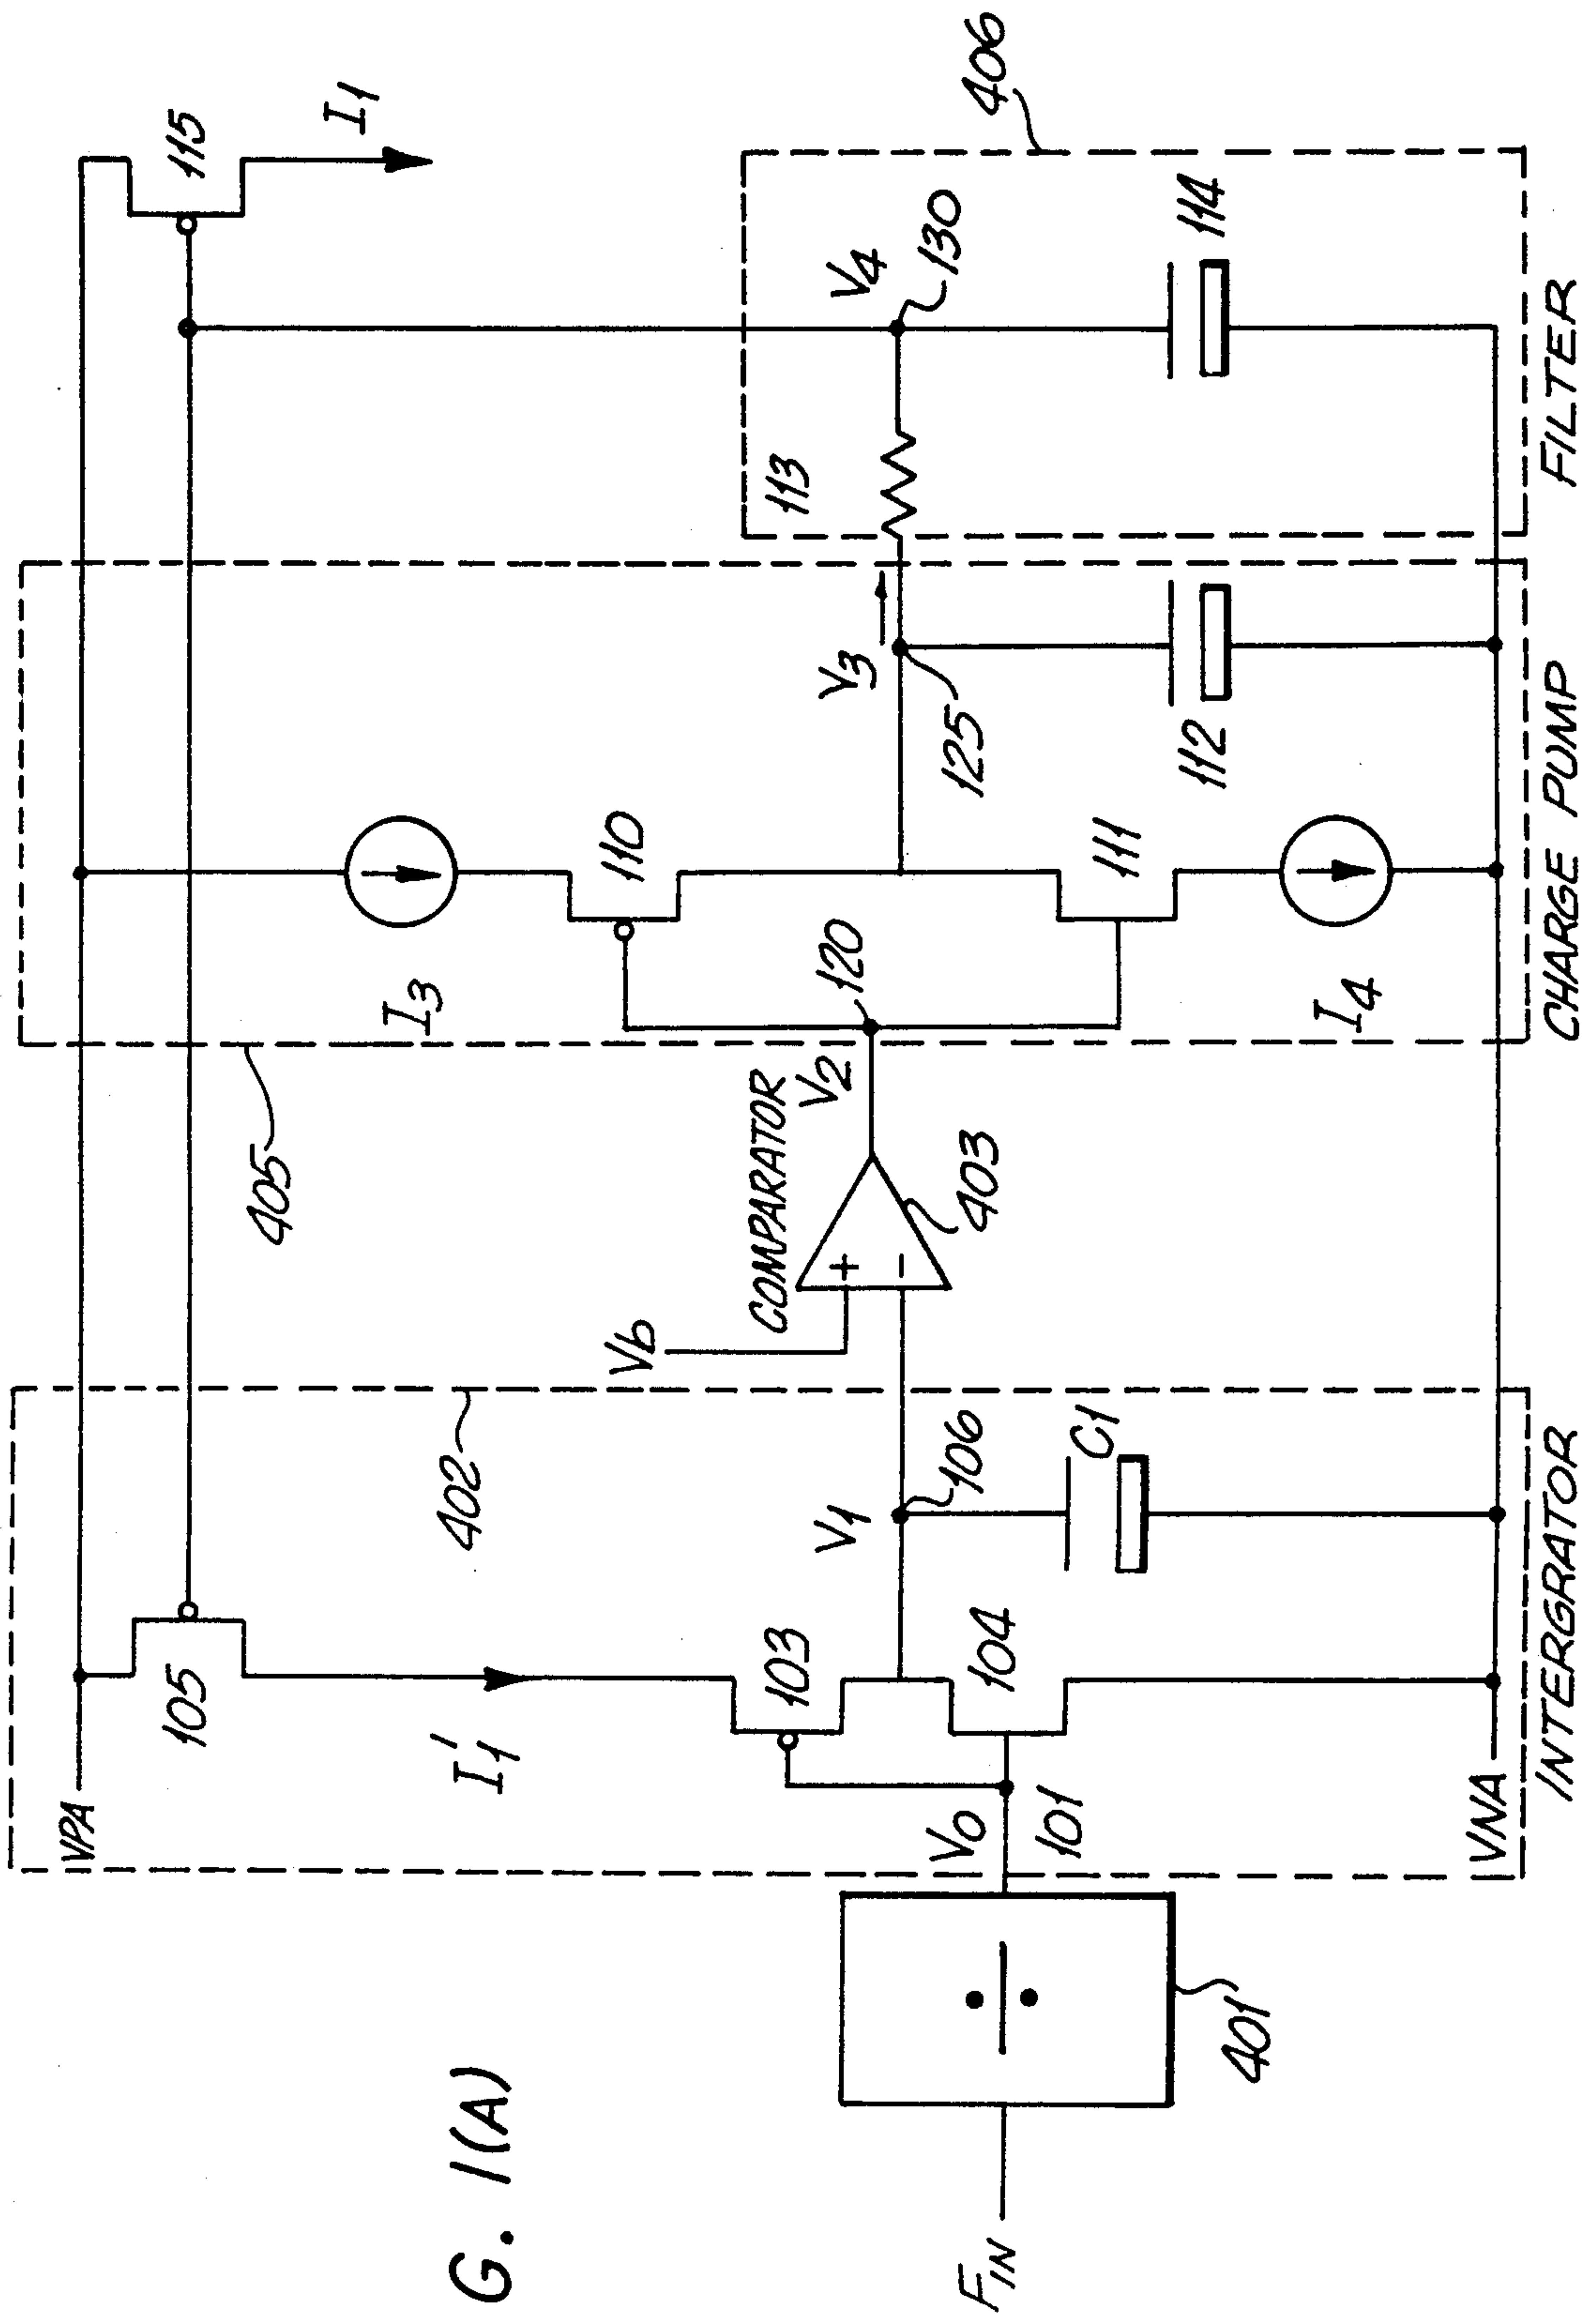 G. 1(A)
FIN
401
V0
101
VPA
105
I1'
103
104
V1
106
C1
VNA
402
INTERGRATOR
Vb
COMPARATOR
+
−
403
V2
120
405
I3
110
111
I4
V3
125
112
CHARGE PUMP
113
V4
130
114
406
FILTER
115
I1